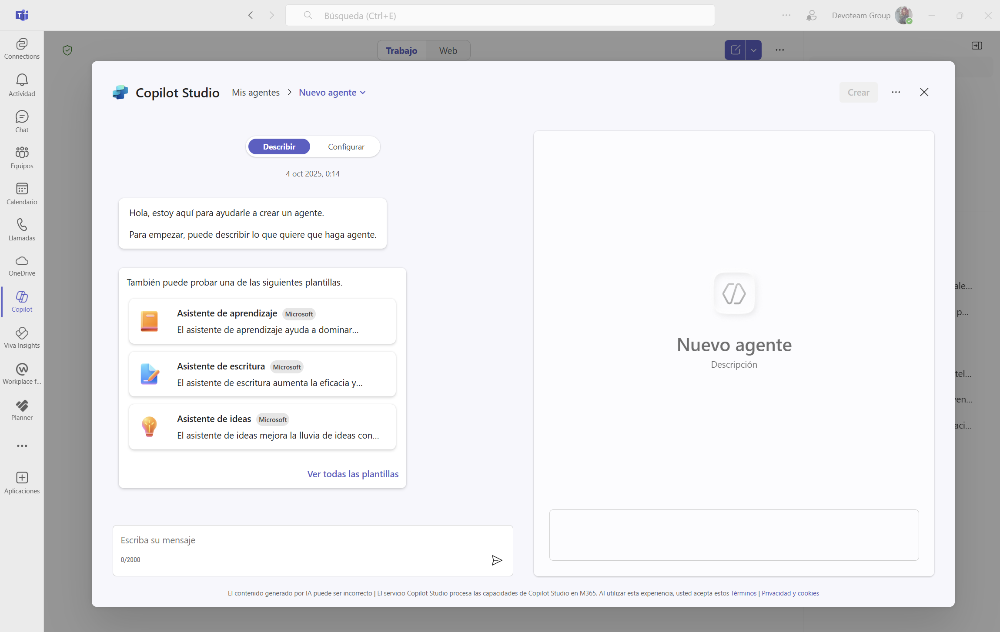 Búsqueda (Ctrl+E)
Devoteam Group
Connections
Actividad
Chat
Equipos
Calendario
Llamadas
OneDrive
Copilot
Viva Insights
Workplace f...
Planner
Aplicaciones
Trabajo
Web
Copilot Studio
Mis agentes
Nuevo agente
Crear
Describir
Configurar
4 oct 2025, 0:14
Hola, estoy aquí para ayudarle a crear un agente.
Para empezar, puede describir lo que quiere que haga agente.
También puede probar una de las siguientes plantillas.
Asistente de aprendizaje Microsoft
El asistente de aprendizaje ayuda a dominar...
Asistente de escritura Microsoft
El asistente de escritura aumenta la eficacia y...
Asistente de ideas Microsoft
El asistente de ideas mejora la lluvia de ideas con...
Ver todas las plantillas
Escriba su mensaje
0/2000
Nuevo agente
Descripción
ale...
p...
tel...
ven...
aci...
El contenido generado por IA puede ser incorrecto | El servicio Copilot Studio procesa las capacidades de Copilot Studio en M365. Al utilizar esta experiencia, usted acepta estos Términos | Privacidad y cookies